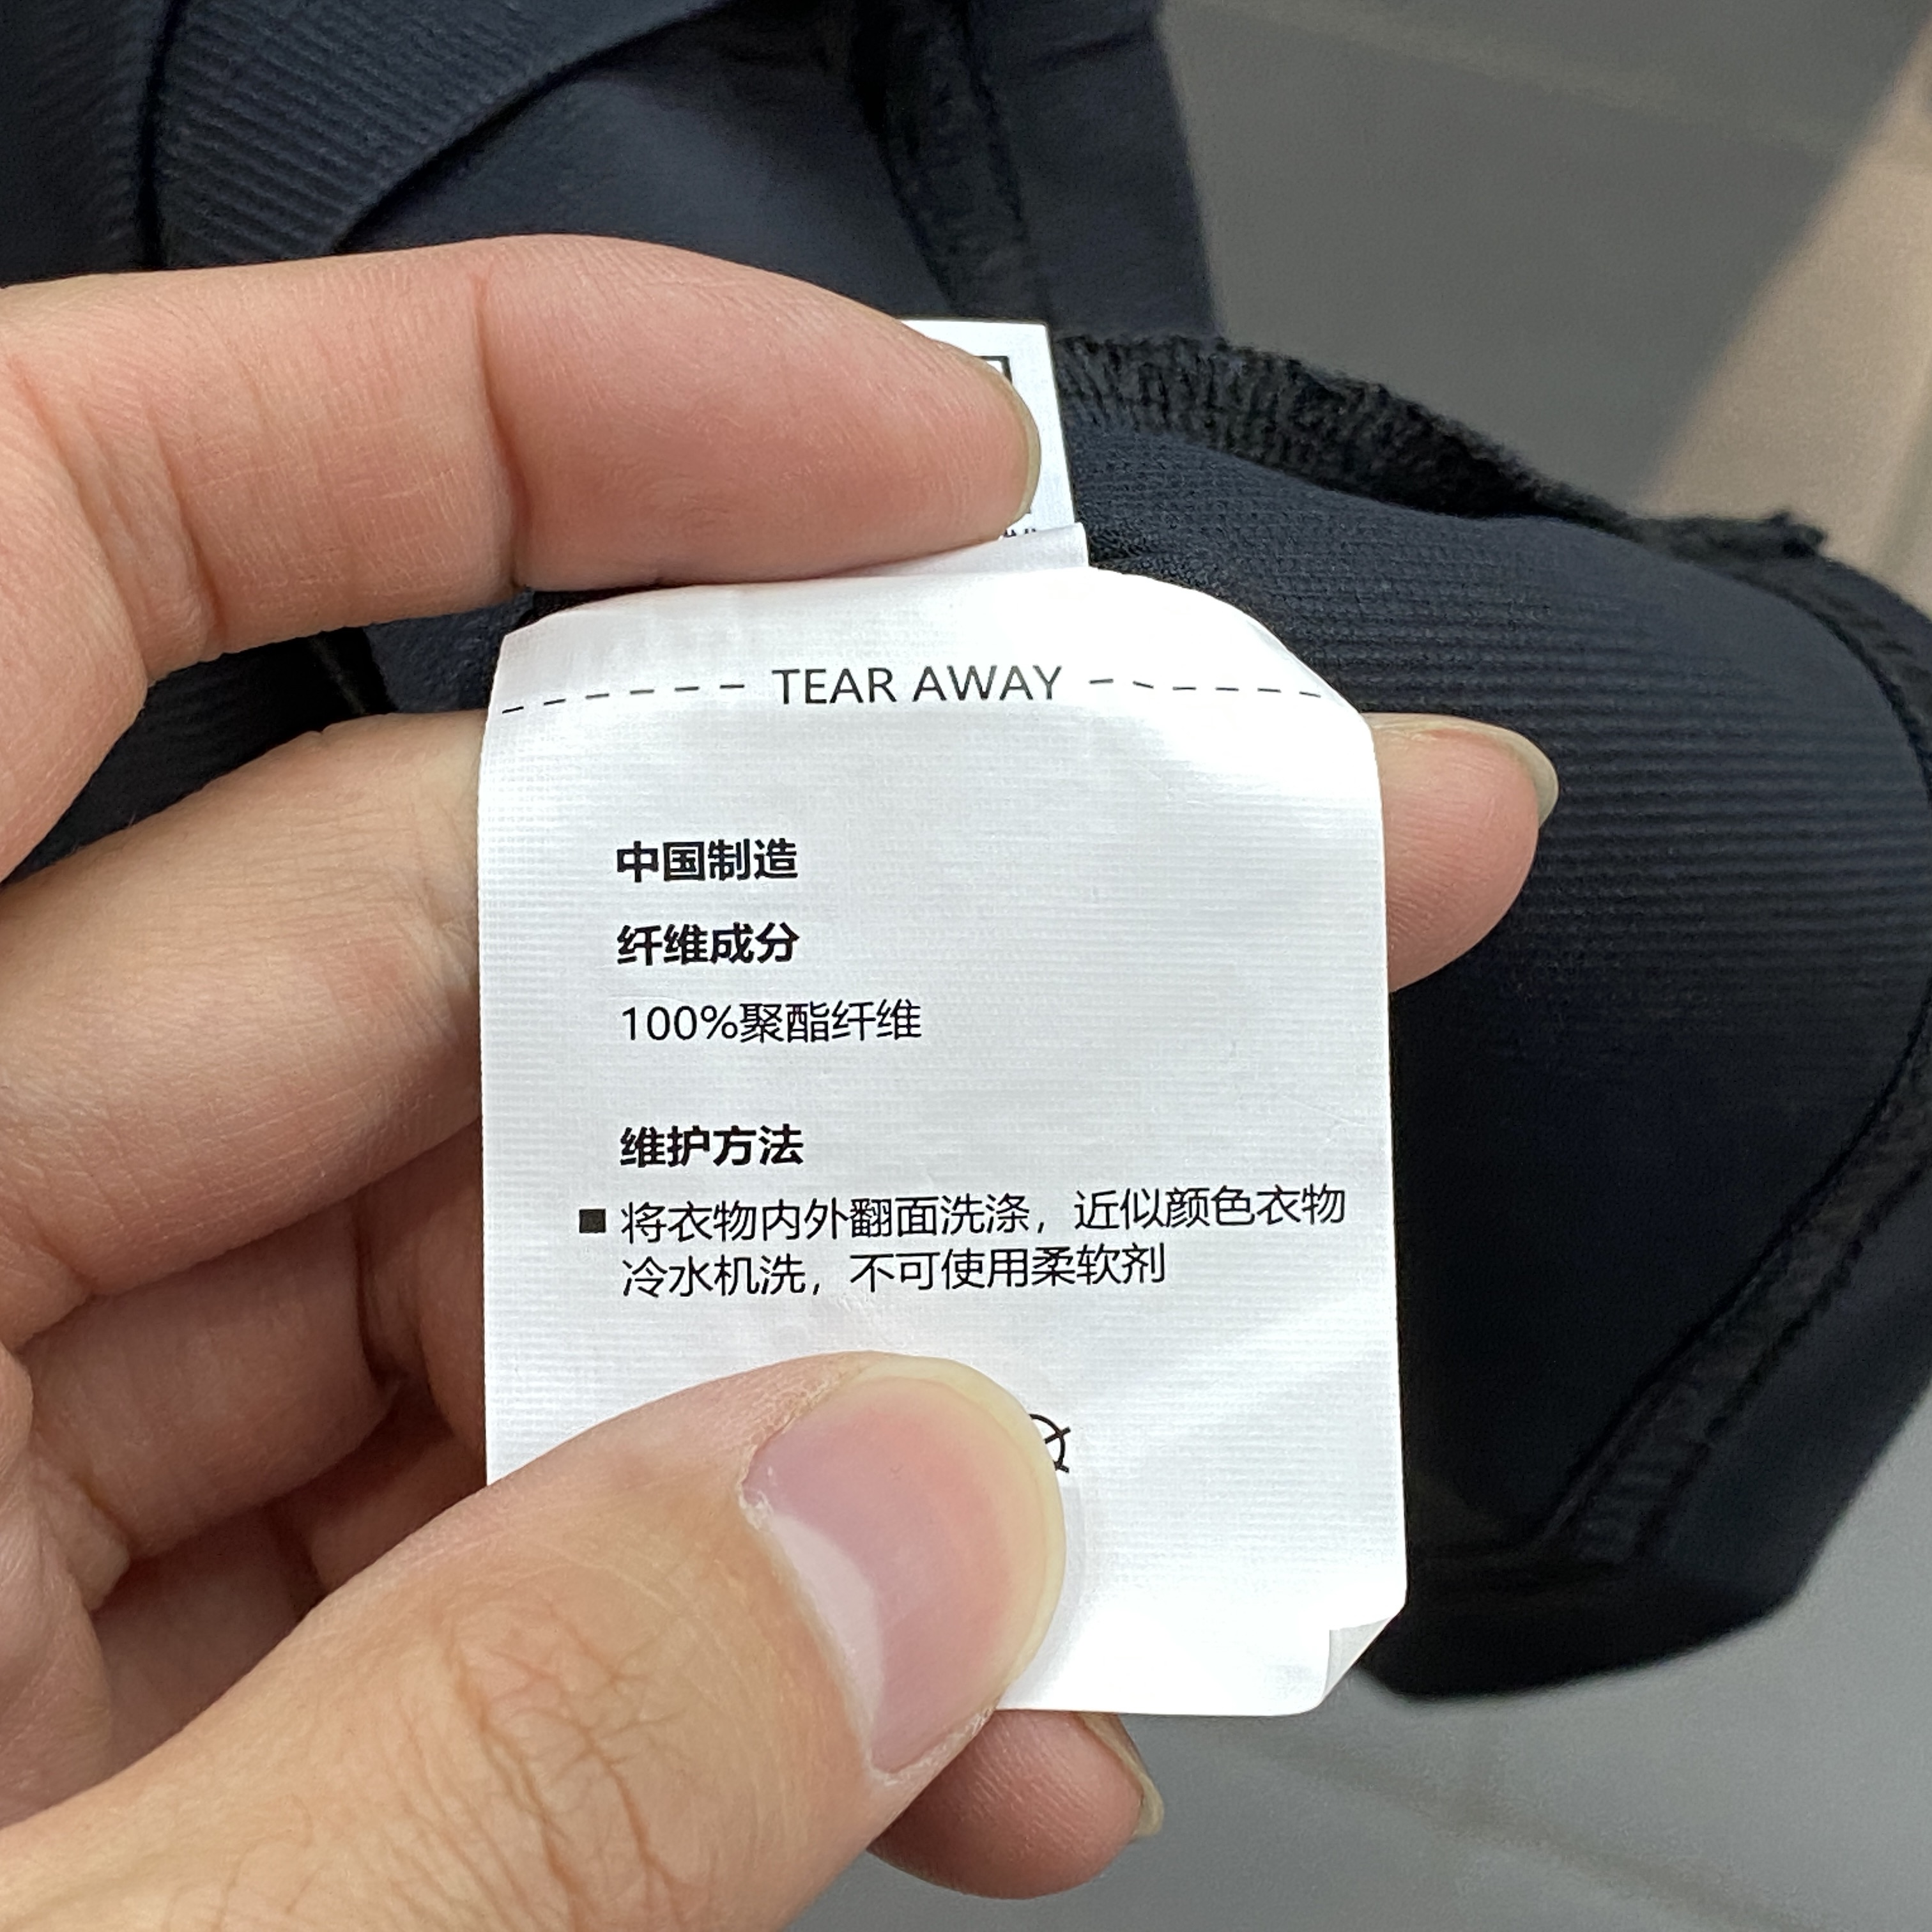 TEAR AWAY
中国制造
纤维成分
100%聚酯纤维
维护方法
■ 将衣物内外翻面洗涤，近似颜色衣物
冷水机洗，不可使用柔软剂